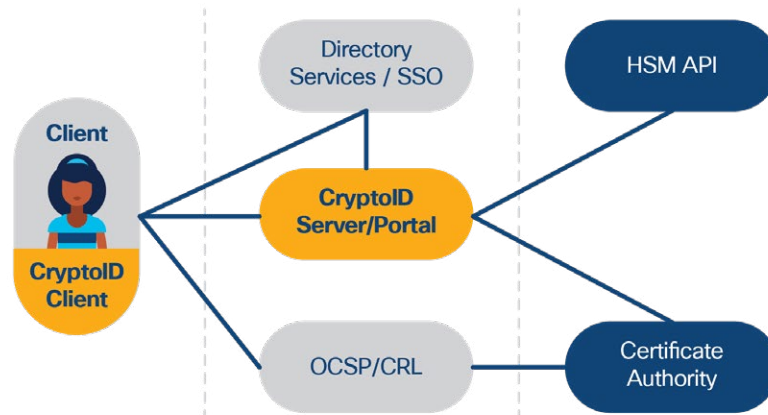 Client
CryptoID
Client
Directory
Services / SSO
CryptoID
Server/Portal
OCSP/CRL
HSM API
Certificate
Authority